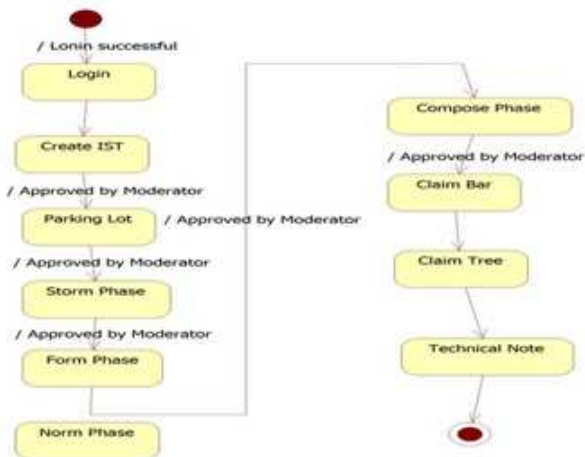 / Lonin successful
Login
Create IST
/ Approved by Moderator
Parking Lot
/ Approved by Moderator
/ Approved by Moderator
Storm Phase
/ Approved by Moderator
Form Phase
Norm Phase
Compose Phase
/ Approved by Moderator
Claim Bar
Claim Tree
Technical Note